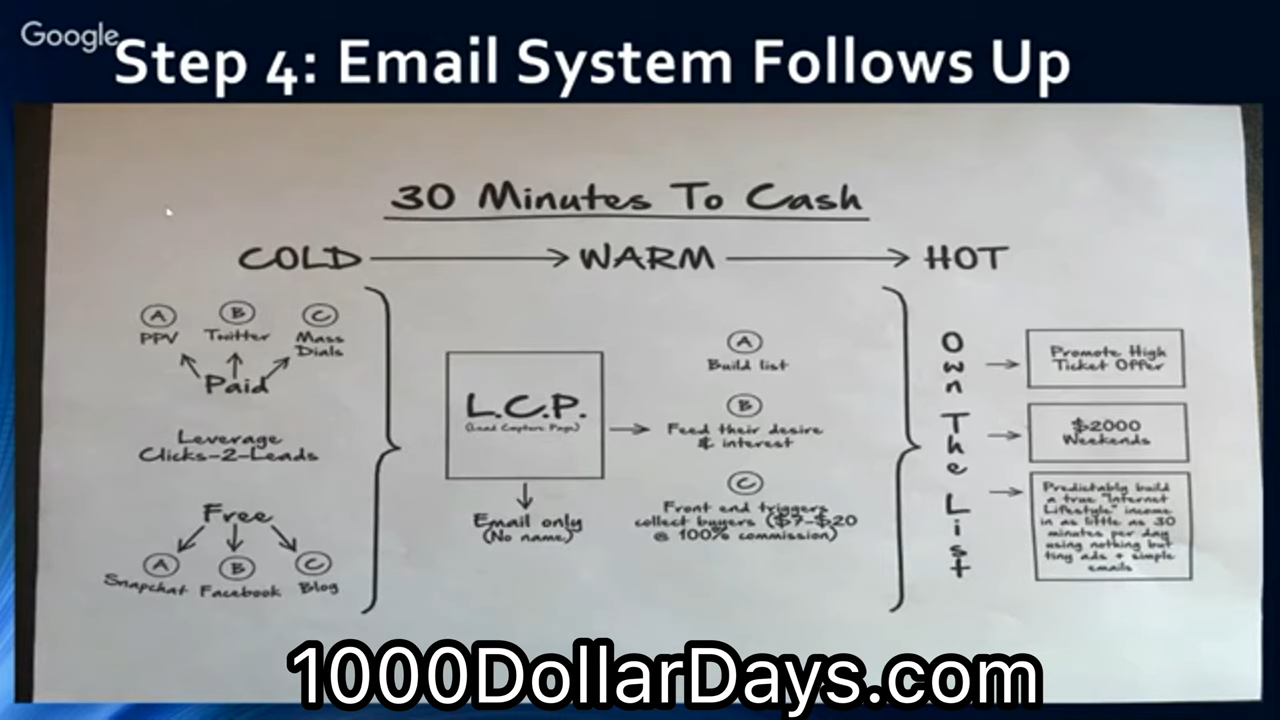 Google
Step 4: Email System Follows Up
30 Minutes To Cash
COLD
WARM
HOT
A
B
C
PPV
Twitter
Mass
Dials
Paid
Leverage
Clicks-2-Leads
Free
A
B
C
Snapchat
Facebook
Blog
L.C.P.
(Lead Capture Page)
Email only
(No name)
A
Build list
B
Feed their desire
& interest
C
Front end triggers
collect buyers ($7-$20
@ 100% commission)
Own The List
Promote High
Ticket Offer
$2000
Weekends
Predictably build
a true "Internet
Lifestyle" income
in as little as 30
minutes per day
using nothing but
tiny ads + simple
emails
1000DollarDays.com